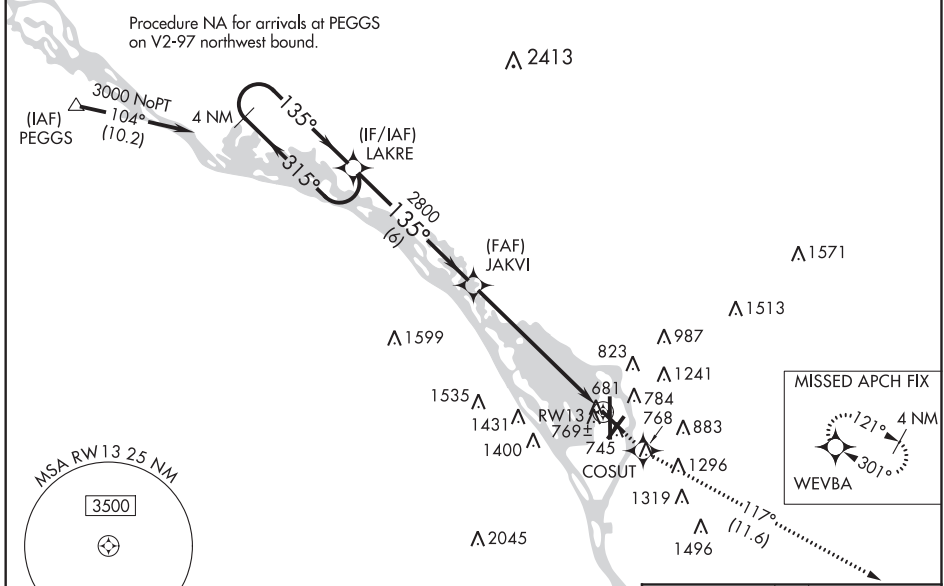 Procedure NA for arrivals at PEGGS
on V2-97 northwest bound.
2413
3000 NoPT
104°
(10.2)
(IAF)
PEGGS
4 NM
135°
315°
(IF/IAF)
LAKRE
2800
135°
(6)
(FAF)
JAKVI
1571
1513
987
1599
823
1241
681
784
1535
RW13
768
1431
769±
883
1400
745
COSUT
1296
1319
117°
(11.6)
1496
2045
MISSED APCH FIX
121°
4 NM
301°
WEVBA
MSA RW 13 25 NM
3500